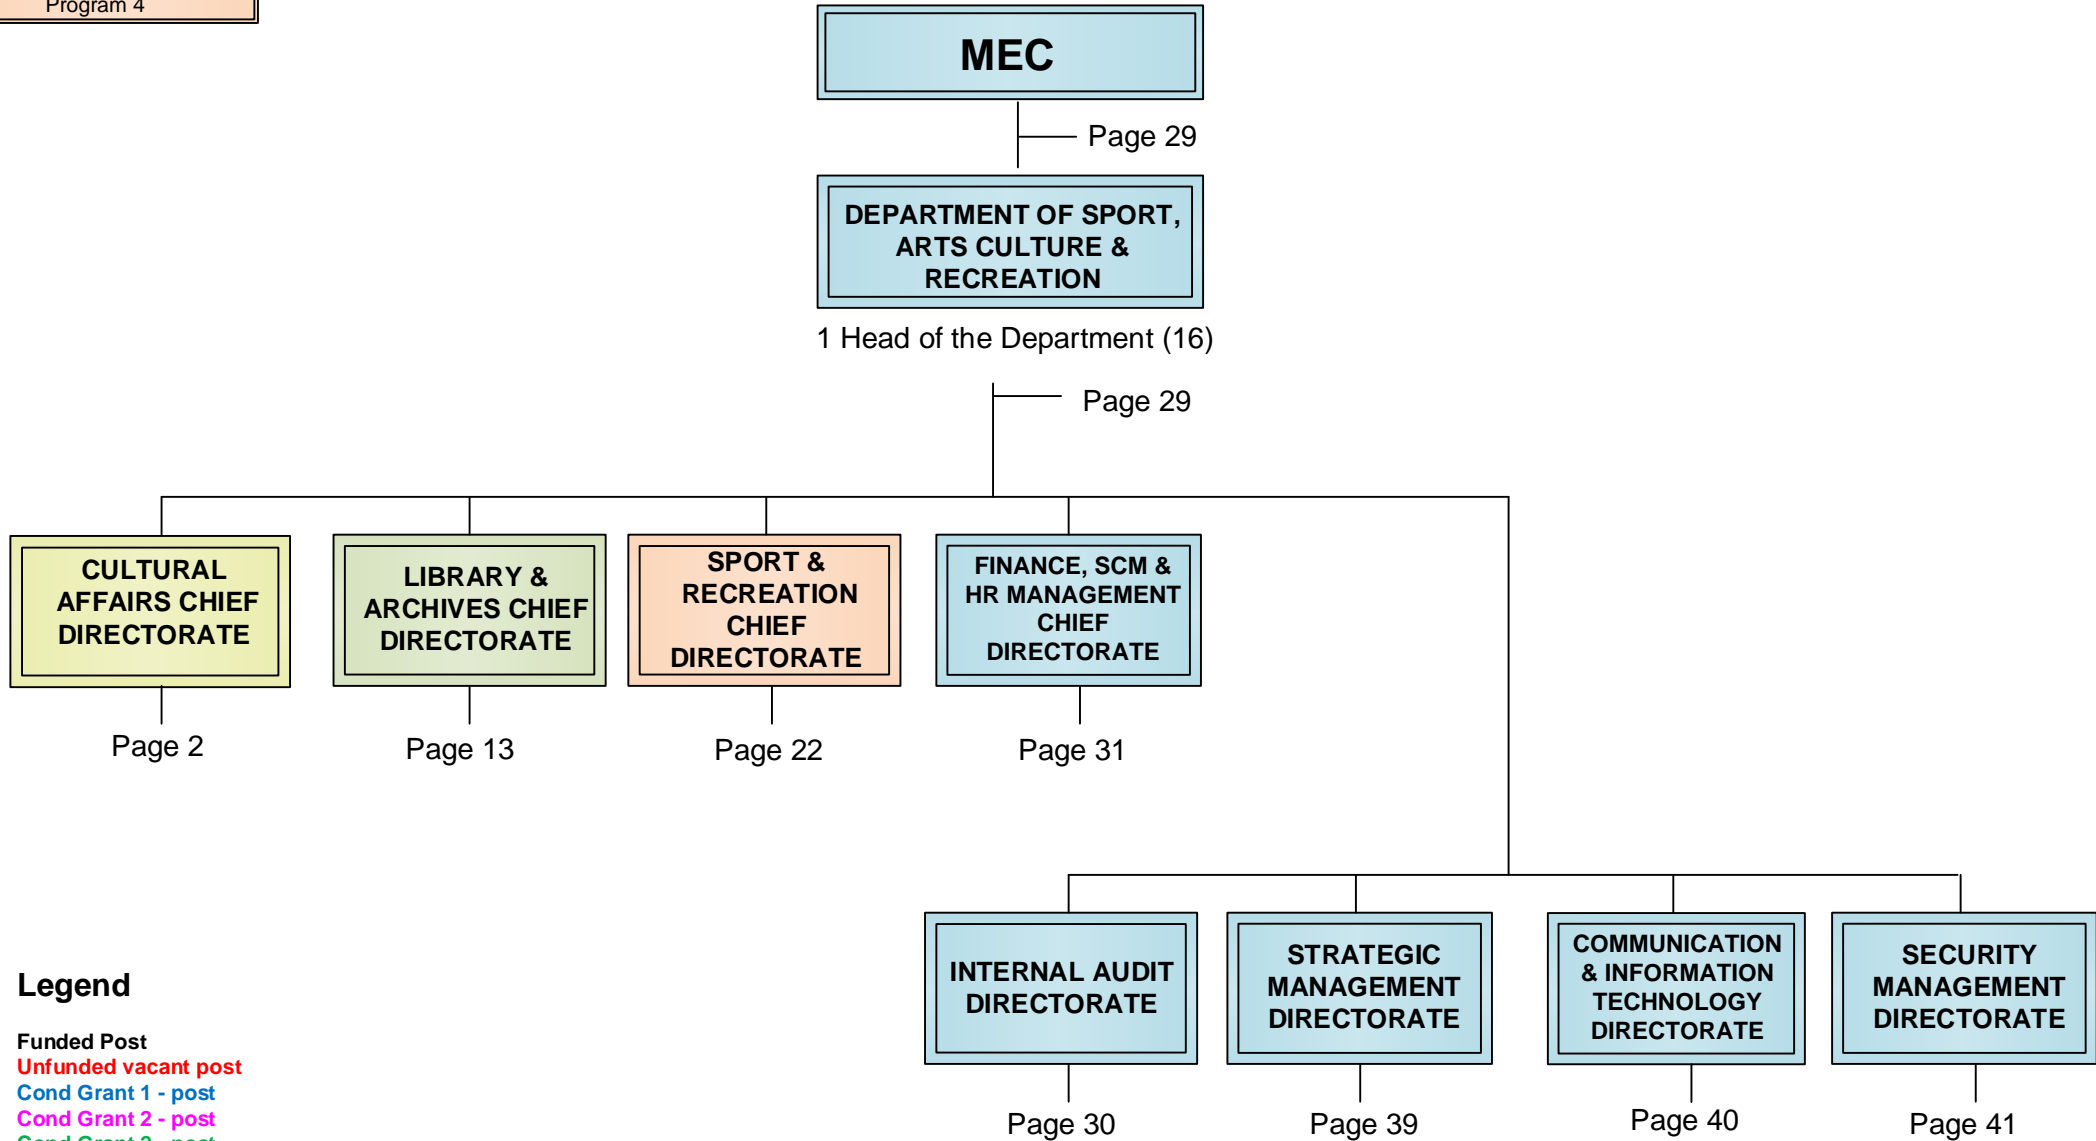 Program 4
MEC
Page 29
DEPARTMENT OF SPORT,
ARTS CULTURE &
RECREATION
1 Head of the Department (16)
Page 29
CULTURAL
AFFAIRS CHIEF
DIRECTORATE
Page 2
LIBRARY &
ARCHIVES CHIEF
DIRECTORATE
Page 13
SPORT &
RECREATION
CHIEF
DIRECTORATE
Page 22
FINANCE, SCM &
HR MANAGEMENT
CHIEF
DIRECTORATE
Page 31
INTERNAL AUDIT
DIRECTORATE
Page 30
STRATEGIC
MANAGEMENT
DIRECTORATE
Page 39
COMMUNICATION
& INFORMATION
TECHNOLOGY
DIRECTORATE
Page 40
SECURITY
MANAGEMENT
DIRECTORATE
Page 41
Legend
Funded Post
Unfunded vacant post
Cond Grant 1 - post
Cond Grant 2 - post
Cond Grant - post